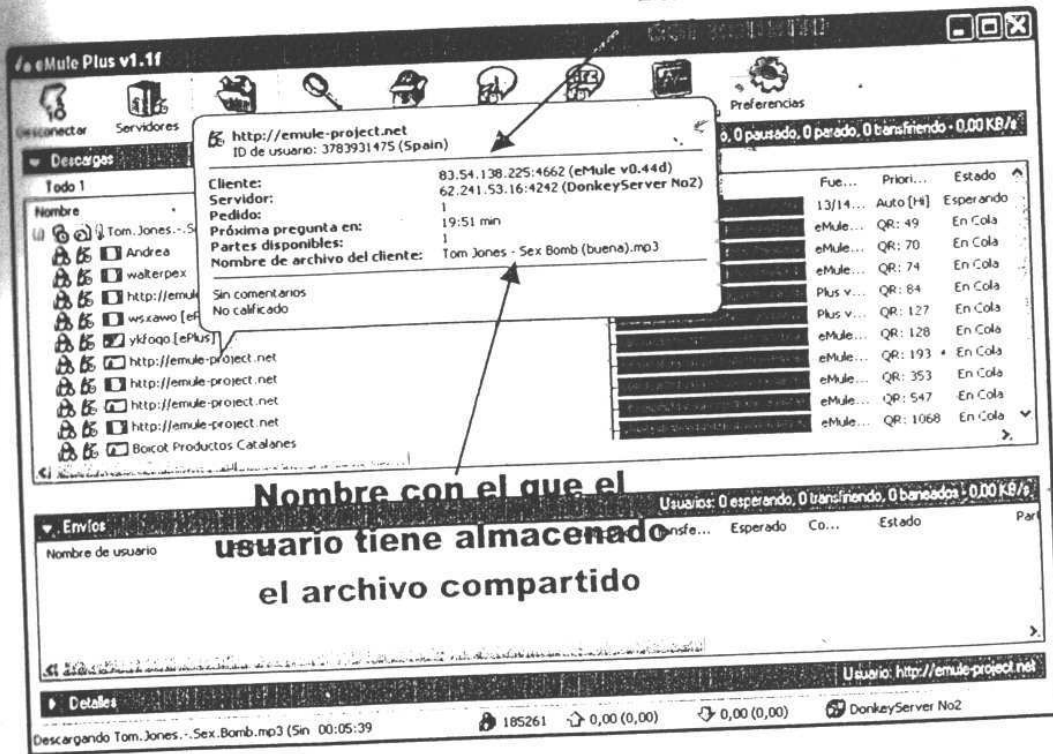 eMule Plus v1.1f
Desconectar
Servidores
Preferencias
Descargas
0 pausado, 0 parado, 0 transfiriendo - 0,00 KB/s
Todo 1
Nombre
Fue...
Priori...
Estado
http://emule-project.net
ID de usuario: 3783931475 (Spain)
Cliente: 83.54.138.225:4662 (eMule v0.44d)
Servidor: 62.241.53.16:4242 (DonkeyServer No2)
Pedido: 1
Próxima pregunta en: 19:51 min
Partes disponibles: 1
Nombre de archivo del cliente: Tom Jones - Sex Bomb (buena).mp3
Sin comentarios
No calificado
Tom.Jones.-.S
13/14... Auto [Hi] Esperando
Andrea
eMule... QR: 49 En Cola
walterpex
eMule... QR: 70 En Cola
http://emule
eMule... QR: 74 En Cola
wsxawo [eP
Plus v... QR: 84 En Cola
ykfoqo [ePlus]
Plus v... QR: 127 En Cola
http://emule-project.net
eMule... QR: 128 En Cola
http://emule-project.net
eMule... QR: 193 En Cola
http://emule-project.net
eMule... QR: 353 En Cola
http://emule-project.net
eMule... QR: 547 En Cola
Boicot Productos Catalanes
eMule... QR: 1068 En Cola
Nombre con el que el
usuario tiene almacenado
el archivo compartido
Envíos
Usuarios: 0 esperando, 0 transfiriendo, 0 baneados - 0,00 KB/s
Nombre de usuario
nsfe...
Esperado
Co...
Estado
Part
Detalles
Usuario: http://emule-project.net
Descargando Tom.Jones.-.Sex.Bomb.mp3 (Sin 00:05:39
185261
0,00 (0,00)
0,00 (0,00)
DonkeyServer No2